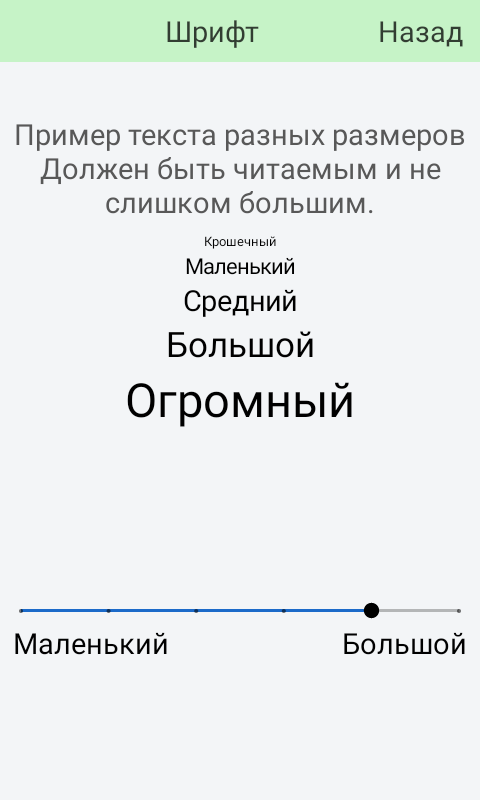 Шрифт Назад
Пример текста разных размеров
Должен быть читаемым и не
слишком большим.
Крошечный
Маленький
Средний
Большой
Огромный
Маленький Большой